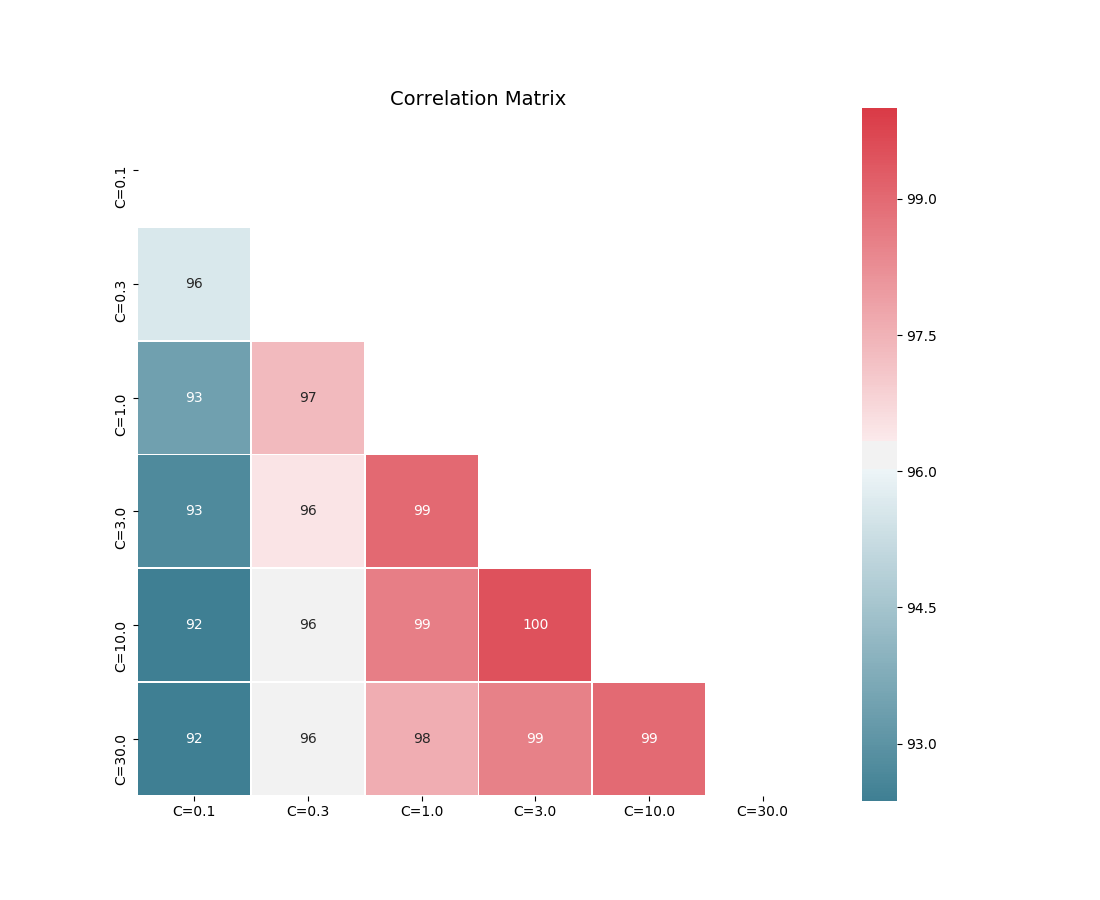 Correlation Matrix
C=0.1
C=0.3
C=1.0
C=3.0
C=10.0
C=30.0
96
93 97
93 96 99
92 96 99 100
92 96 98 99 99
C=0.1 C=0.3 C=1.0 C=3.0 C=10.0 C=30.0
99.0
97.5
96.0
94.5
93.0